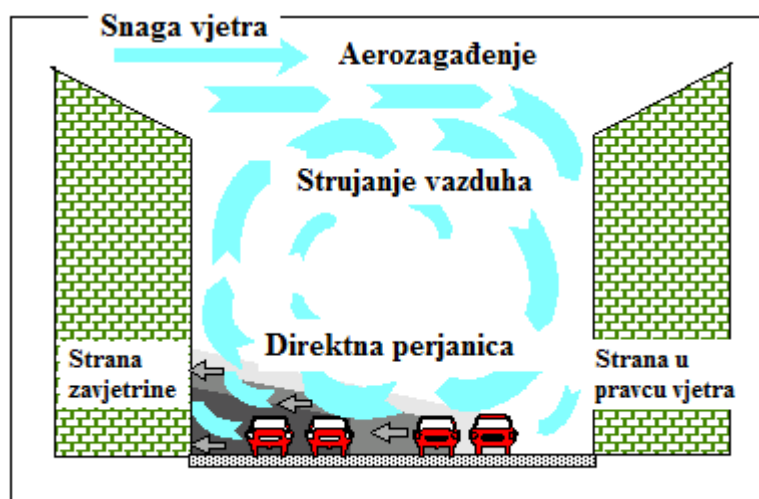 Snaga vjetra
Aerozagađenje
Strujanje vazduha
Direktna perjanica
Strana
zavjetrine
Strana u
pravcu vjetra